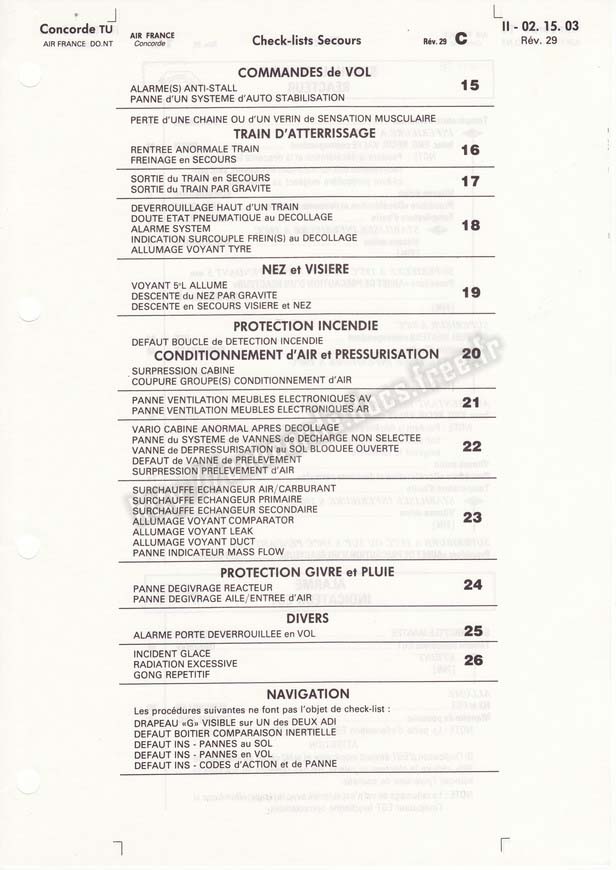 Concorde TU
AIR FRANCE DO.NT
AIR FRANCE
Concorde
Check-lists Secours
Rév. 29 C
II - 02. 15. 03
Rév. 29
COMMANDES de VOL
ALARME(S) ANTI-STALL
PANNE d'UN SYSTEME d'AUTO STABILISATION
15
PERTE d'UNE CHAINE OU d'UN VERIN de SENSATION MUSCULAIRE
TRAIN D'ATTERRISSAGE
RENTREE ANORMALE TRAIN
FREINAGE en SECOURS
16
SORTIE du TRAIN en SECOURS
SORTIE du TRAIN PAR GRAVITE
17
DEVERROUILLAGE HAUT d'UN TRAIN
DOUTE ETAT PNEUMATIQUE au DECOLLAGE
ALARME SYSTEM
INDICATION SURCOUPLE FREIN(S) au DECOLLAGE
ALLUMAGE VOYANT TYRE
18
NEZ et VISIERE
VOYANT 5°L ALLUME
DESCENTE du NEZ PAR GRAVITE
DESCENTE en SECOURS VISIERE et NEZ
19
PROTECTION INCENDIE
DEFAUT BOUCLE de DETECTION INCENDIE
CONDITIONNEMENT d'AIR et PRESSURISATION
20
SURPRESSION CABINE
COUPURE GROUPE(S) CONDITIONNEMENT d'AIR
PANNE VENTILATION MEUBLES ELECTRONIQUES AV
PANNE VENTILATION MEUBLES ELECTRONIQUES AR
21
VARIO CABINE ANORMAL APRES DECOLLAGE
PANNE du SYSTEME de VANNES de DECHARGE NON SELECTEE
VANNE de DEPRESSURISATION au SOL BLOQUEE OUVERTE
DEFAUT de VANNE de PRELEVEMENT
SURPRESSION PRELEVEMENT d'AIR
22
SURCHAUFFE ECHANGEUR AIR/CARBURANT
SURCHAUFFE ECHANGEUR PRIMAIRE
SURCHAUFFE ECHANGEUR SECONDAIRE
ALLUMAGE VOYANT COMPARATOR
ALLUMAGE VOYANT LEAK
ALLUMAGE VOYANT DUCT
PANNE INDICATEUR MASS FLOW
23
PROTECTION GIVRE et PLUIE
PANNE DEGIVRAGE REACTEUR
PANNE DEGIVRAGE AILE/ENTREE d'AIR
24
DIVERS
ALARME PORTE DEVERROUILLEE en VOL
25
INCIDENT GLACE
RADIATION EXCESSIVE
GONG REPETITIF
26
NAVIGATION
Les procédures suivantes ne font pas l'objet de check-list :
DRAPEAU «G» VISIBLE sur UN des DEUX ADI
DEFAUT BOITIER COMPARAISON INERTIELLE
DEFAUT INS - PANNES au SOL
DEFAUT INS - PANNES en VOL
DEFAUT INS - CODES d'ACTION et de PANNE